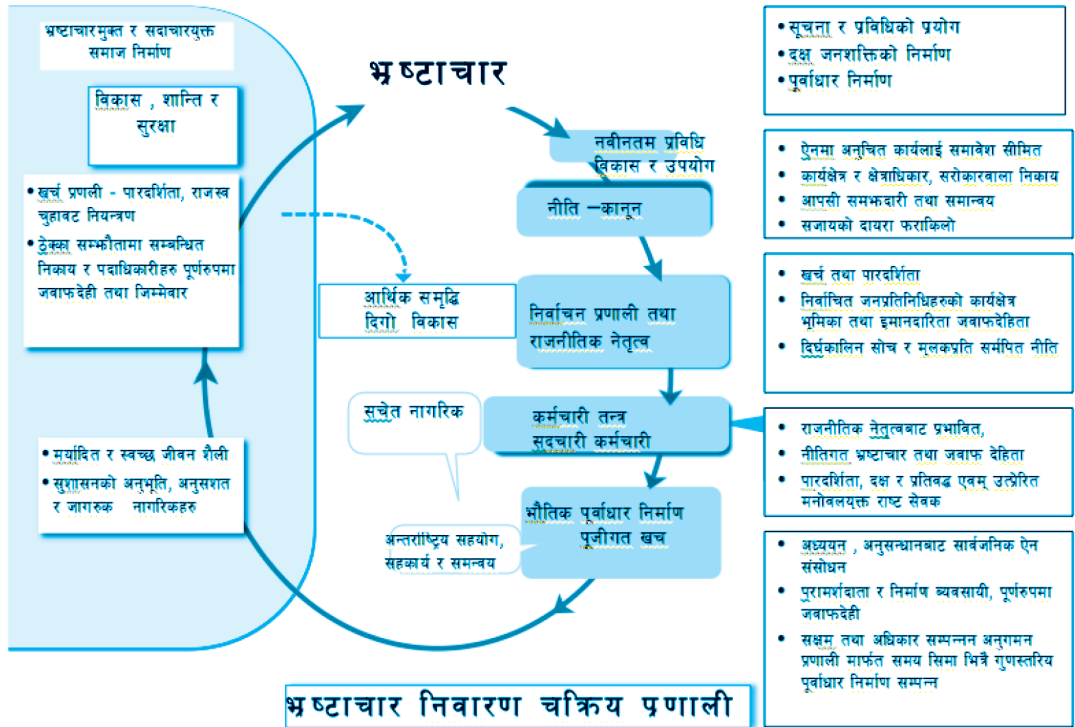 भ्रष्टाचारमुक्त र सदाचारयुक्त
समाज निर्माण
विकास , शान्ति र
सुरक्षा
• खर्च प्रणली - पारदर्शिता, राजस्व
चुहावट नियन्त्रण
• ठेक्का सम्झौतामा सम्बन्धित
निकाय र पदाधिकारीहरु पूर्णरुपमा
जवाफदेही तथा जिम्मेवार
• मर्यादित र स्वच्छ जीवन शैली
• सुशासनको अनुभूति, अनुसशत
र जागरुक नागरिकहरु
भ्रष्टाचार
नवीनतम प्रविधि
विकास र उपयोग
नीति –कानून
आर्थिक समृद्धि
दिगो विकास
निर्वाचन प्रणाली तथा
राजनीतिक नेतृत्व
सचेत नागरिक
कर्मचारी तन्त्र
सदचारी कर्मचारी
भौतिक पूर्वाधार निर्माण
पूजीगत खच
अन्तर्राष्ट्रिय सहयोग,
सहकार्य र समन्वय
• सूचना र प्रविधिको प्रयोग
• दक्ष जनशक्तिको निर्माण
• पूर्वाधार निर्माण
• ऐनमा अनुचित कार्यलाई समावेश सीमित
• कार्यक्षेत्र र क्षेत्राधिकार, सरोकारवाला निकाय
• आपसी समझदारी तथा समान्वय
• सजायको दायरा फराकिलो
• खर्च तथा पारदर्शिता
• निर्वाचित जनप्रतिनिधिहरुको कार्यक्षेत्र
भूमिका तथा इमानदारिता जवाफदेहिता
• दिर्घकालिन सोच र मूलकप्रति सर्मपित नीति
• राजनीतिक नेतृत्वबाट प्रभावित,
• नीतिगत भ्रष्टाचार तथा जवाफ देहिता
• पारदर्शिता, दक्ष र प्रतिवद्ध एवम् उत्प्रेरित
मनोवलयुक्त राष्ट सेवक
• अध्ययन , अनुसन्धानबाट सार्वजनिक ऐन
संसोधन
• पुरामर्शदाता र निर्माण ब्यवसायी, पूर्णरुपमा
जवाफदेही
• सक्षम तथा अधिकार सम्पन्नन अनुगमन
प्रणाली मार्फत समय सिमा भित्रै गुणस्तरिय
पूर्वाधार निर्माण सम्पन्न
भ्रष्टाचार निवारण चक्रिय प्रणाली